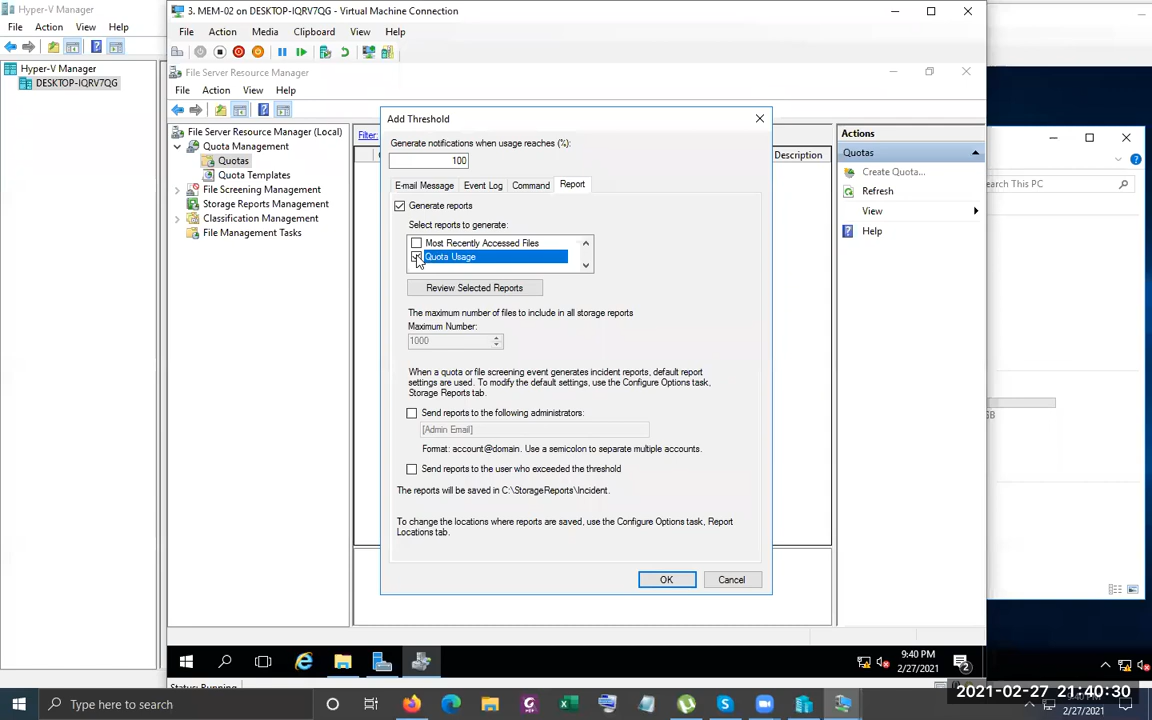 Hyper-V Manager
File Action View Help
Hyper-V Manager
DESKTOP-IQRV7QG
3. MEM-02 on DESKTOP-IQRV7QG - Virtual Machine Connection
File Action Media Clipboard View Help
File Server Resource Manager
File Action View Help
File Server Resource Manager (Local)
Quota Management
Quotas
Quota Templates
File Screening Management
Storage Reports Management
Classification Management
File Management Tasks
Filter:
Description
Add Threshold
Generate notifications when usage reaches (%):
100
E-mail Message Event Log Command Report
Generate reports
Select reports to generate:
Most Recently Accessed Files
Quota Usage
Review Selected Reports
The maximum number of files to include in all storage reports
Maximum Number:
1000
When a quota or file screening event generates incident reports, default report
settings are used. To modify the default settings, use the Configure Options task,
Storage Reports tab.
Send reports to the following administrators:
[Admin Email]
Format: account@domain. Use a semicolon to separate multiple accounts.
Send reports to the user who exceeded the threshold
The reports will be saved in C:\StorageReports\Incident.
To change the locations where reports are saved, use the Configure Options task, Report
Locations tab.
OK Cancel
Actions
Quotas
Create Quota...
Refresh
View
Help
earch This PC
9:40 PM
2/27/2021
2
Status: Running
2021-02-27 21:40:30
Type here to search
2/27/2021